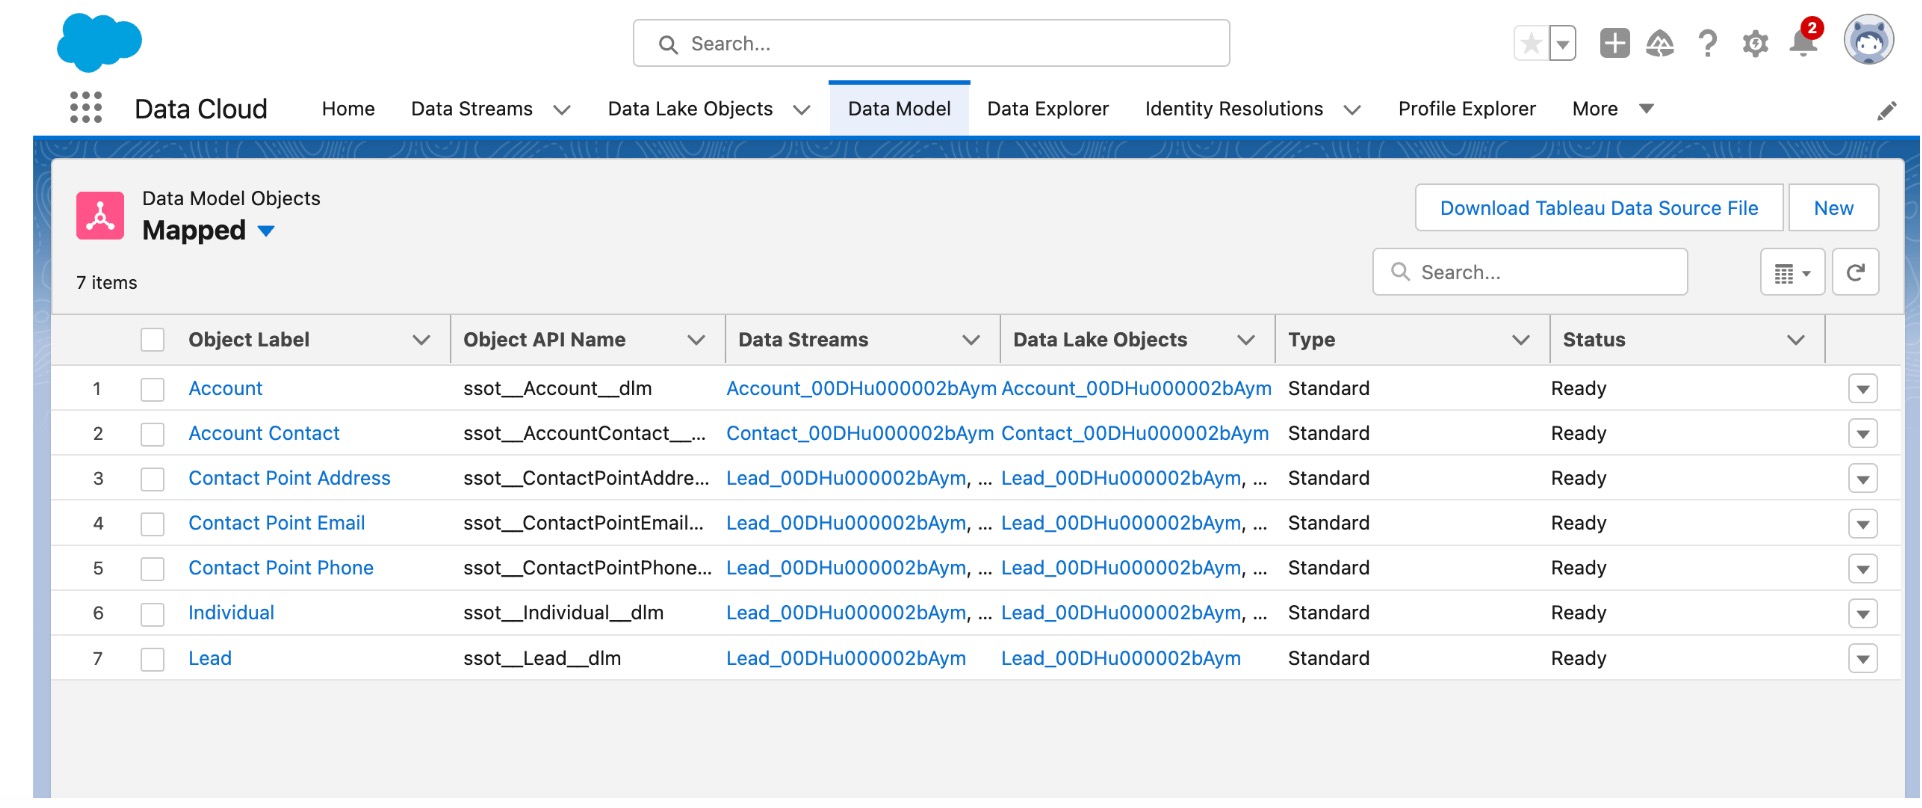 Search...
2
Data Cloud Home Data Streams Data Lake Objects Data Model Data Explorer Identity Resolutions Profile Explorer More
Data Model Objects
Mapped
Download Tableau Data Source File New
7 items
Search...
Object Label Object API Name Data Streams Data Lake Objects Type Status
1 Account ssot__Account__dlm Account_00DHu000002bAym Account_00DHu000002bAym Standard Ready
2 Account Contact ssot__AccountContact__... Contact_00DHu000002bAym Contact_00DHu000002bAym Standard Ready
3 Contact Point Address ssot__ContactPointAddre... Lead_00DHu000002bAym, ... Lead_00DHu000002bAym, ... Standard Ready
4 Contact Point Email ssot__ContactPointEmail... Lead_00DHu000002bAym, ... Lead_00DHu000002bAym, ... Standard Ready
5 Contact Point Phone ssot__ContactPointPhone... Lead_00DHu000002bAym, ... Lead_00DHu000002bAym, ... Standard Ready
6 Individual ssot__Individual__dlm Lead_00DHu000002bAym, ... Lead_00DHu000002bAym, ... Standard Ready
7 Lead ssot__Lead__dlm Lead_00DHu000002bAym Lead_00DHu000002bAym Standard Ready